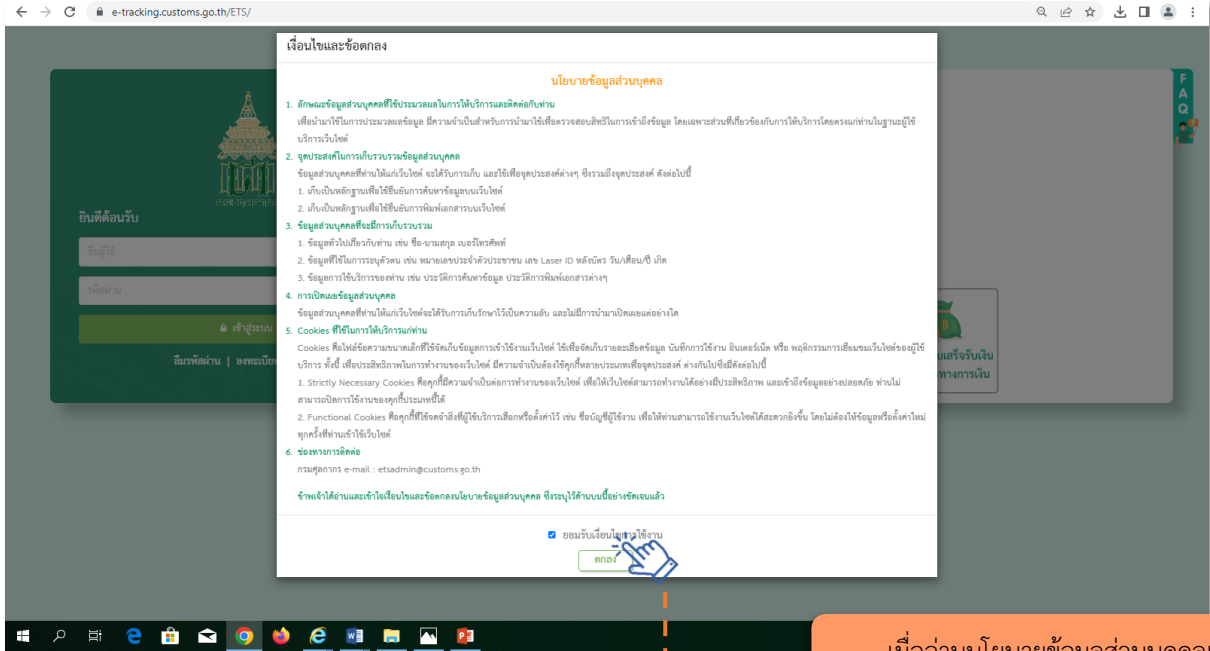 e-tracking.customs.go.th/ETS/
เงื่อนไขและข้อตกลง
นโยบายข้อมูลส่วนบุคคล
1. ลักษณะข้อมูลส่วนบุคคลที่ใช้ประมวลผลในการให้บริการและติดต่อกับท่าน
เพื่อนำมาใช้ในการประมวลผลข้อมูล มีความจำเป็นสำหรับการนำมาใช้เพื่อตรวจสอบสิทธิในการเข้าถึงข้อมูล โดยเฉพาะส่วนที่เกี่ยวข้องกับการให้บริการโดยตรงแก่ท่านในฐานะผู้ใช้
บริการเว็บไซต์
2. จุดประสงค์ในการเก็บรวบรวมข้อมูลส่วนบุคคล
ข้อมูลส่วนบุคคลที่ท่านให้แก่เว็บไซต์ จะได้รับการเก็บ และใช้เพื่อจุดประสงค์ต่างๆ ซึ่งรวมถึงจุดประสงค์ ดังต่อไปนี้
1. เก็บเป็นหลักฐานเพื่อใช้ยืนยันการค้นหาข้อมูลบนเว็บไซต์
2. เก็บเป็นหลักฐานเพื่อใช้ยืนยันการพิมพ์เอกสารบนเว็บไซต์
3. ข้อมูลส่วนบุคคลที่จะมีการเก็บรวบรวม
1. ข้อมูลทั่วไปเกี่ยวกับท่าน เช่น ชื่อ-นามสกุล เบอร์โทรศัพท์
2. ข้อมูลที่ใช้ในการระบุตัวตน เช่น หมายเลขประจำตัวประชาชน เลข Laser ID หลังบัตร วัน/เดือน/ปี เกิด
3. ข้อมูลการใช้บริการของท่าน เช่น ประวัติการค้นหาข้อมูล ประวัติการพิมพ์เอกสารต่างๆ
4. การเปิดเผยข้อมูลส่วนบุคคล
ข้อมูลส่วนบุคคลที่ท่านให้แก่เว็บไซต์จะได้รับการเก็บรักษาไว้เป็นความลับ และไม่มีการนำมาเปิดเผยแต่อย่างใด
5. Cookies ที่ใช้ในการให้บริการแก่ท่าน
Cookies คือไฟล์ข้อความขนาดเล็กที่ใช้จัดเก็บข้อมูลการเข้าใช้งานเว็บไซต์ ใช้เพื่อจัดเก็บรายละเอียดข้อมูล บันทึกการใช้งาน อินเตอร์เน็ต หรือ พฤติกรรมการเยี่ยมชมเว็บไซต์ของผู้ใช้
บริการ ทั้งนี้ เพื่อประสิทธิภาพในการทำงานของเว็บไซต์ มีความจำเป็นต้องใช้คุกกี้หลายประเภทเพื่อจุดประสงค์ ต่างกันไปซึ่งมีดังต่อไปนี้
1. Strictly Necessary Cookies คือคุกกี้มีความจำเป็นต่อการทำงานของเว็บไซต์ เพื่อให้เว็บไซต์สามารถทำงานได้อย่างมีประสิทธิภาพ และเข้าถึงข้อมูลอย่างปลอดภัย ท่านไม่
สามารถปิดการใช้งานของคุกกี้ประเภทนี้ได้
2. Functional Cookies คือคุกกี้ที่ใช้จดจำสิ่งที่ผู้ใช้บริการเลือกหรือตั้งค่าไว้ เช่น ชื่อบัญชีผู้ใช้งาน เพื่อให้ท่านสามารถใช้งานเว็บไซต์ได้สะดวกยิ่งขึ้น โดยไม่ต้องให้ข้อมูลหรือตั้งค่าใหม่
ทุกครั้งที่ท่านเข้าใช้เว็บไซต์
6. ช่องทางการติดต่อ
กรมศุลกากร e-mail : etsadmin@customs.go.th
ข้าพเจ้าได้อ่านและเข้าใจเงื่อนไขและข้อตกลงนโยบายข้อมูลส่วนบุคคล ซึ่งระบุไว้ด้านบนนี้อย่างชัดเจนแล้ว
ยอมรับเงื่อนไขการใช้งาน
ตกลง
ยินดีต้อนรับ
ชื่อผู้ใช้
รหัสผ่าน
เข้าสู่ระบบ
ลืมรหัสผ่าน | ลงทะเบียน
FAQ
บเสร็จรับเงิน
ทางการเงิน
เมื่ออ่านนโยบายข้อมูลส่วนบุคคล